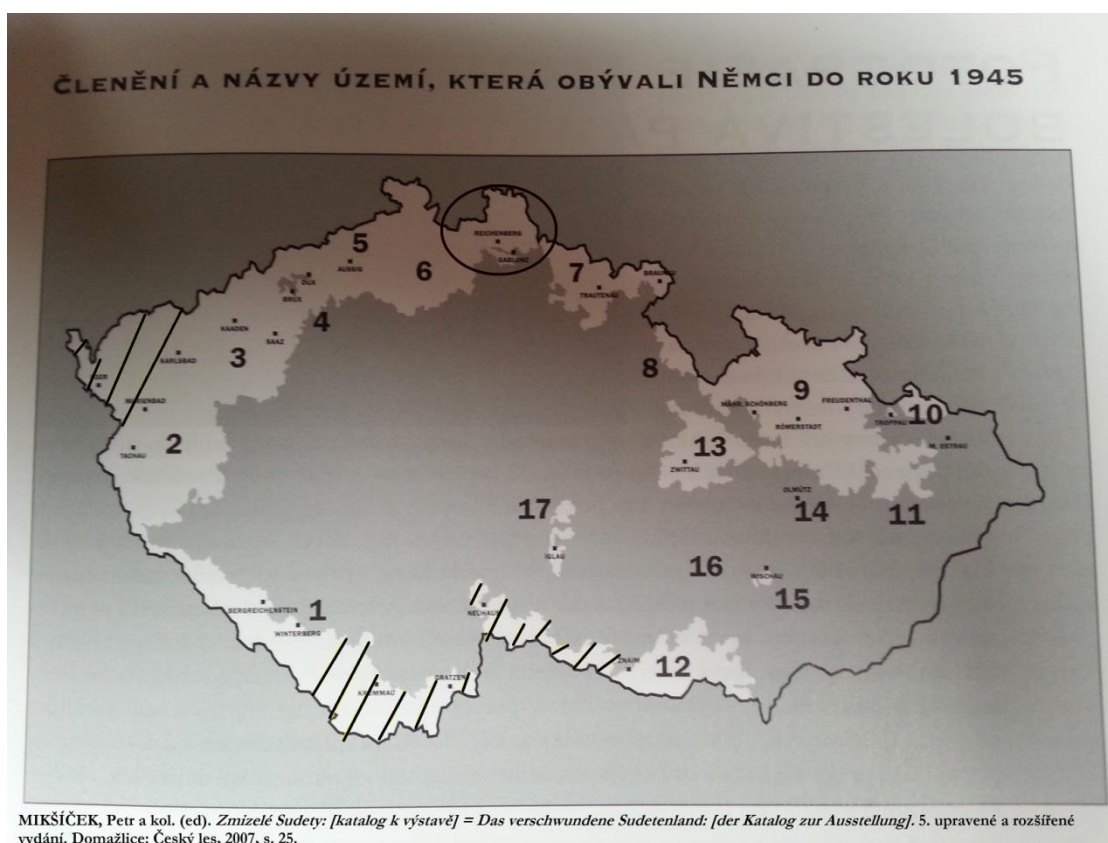 ČLENĚNÍ A NÁZVY ÚZEMÍ, KTERÁ OBÝVALI NĚMCI DO ROKU 1945
REICHENBERG
GABLONZ
5
AUSSIG
6
7
TRAUTENAU
BRAUNAU
DUX
BRÜX
4
KAADEN
SAAZ
3
KARLSBAD
EGER
MARIENBAD
8
9
MÄHR. SCHÖNBERG
FREUDENTHAL
RÖMERSTADT
10
TROPPAU
M. OSTRAU
2
TACHAU
13
ZWITTAU
OLMÜTZ
14
11
17
IGLAU
16
WISCHAU
15
BERGREICHENSTEIN
1
WINTERBERG
NEUHAUS
ZNAIM
12
KRUMMAU
GRATZEN
MIKŠÍČEK, Petr a kol. (ed). Zmizelé Sudety: [katalog k výstavě] = Das verschwundene Sudetenland: [der Katalog zur Ausstellung]. 5. upravené a rozšířené
vydání. Domažlice: Český les, 2007, s. 25.